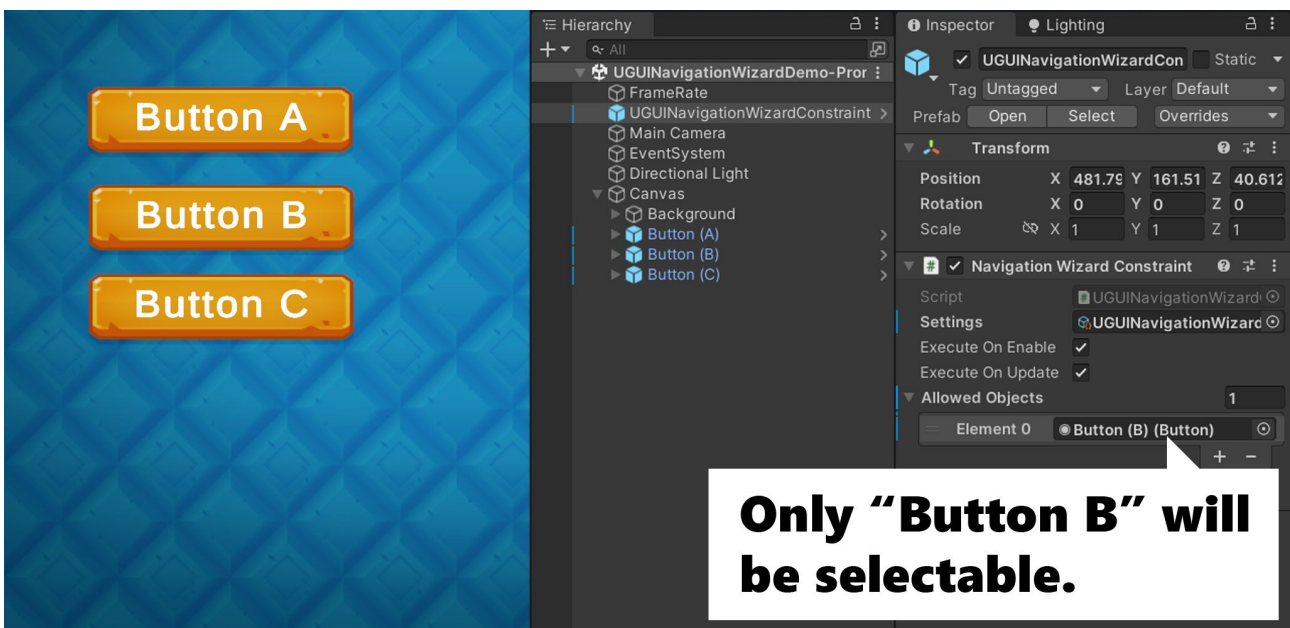 Button A
Button B
Button C
Hierarchy
All
UGUINavigationWizardDemo-Pror
FrameRate
UGUINavigationWizardConstraint
Main Camera
EventSystem
Directional Light
Canvas
Background
Button (A)
Button (B)
Button (C)
Inspector Lighting
UGUINavigationWizardCon Static
Tag Untagged Layer Default
Prefab Open Select Overrides
Transform
Position X 481.79 Y 161.51 Z 40.612
Rotation X 0 Y 0 Z 0
Scale X 1 Y 1 Z 1
# Navigation Wizard Constraint
Script UGUINavigationWizard
Settings UGUINavigationWizard
Execute On Enable
Execute On Update
Allowed Objects 1
Element 0 Button (B) (Button)
+ −
Only “Button B” will
be selectable.